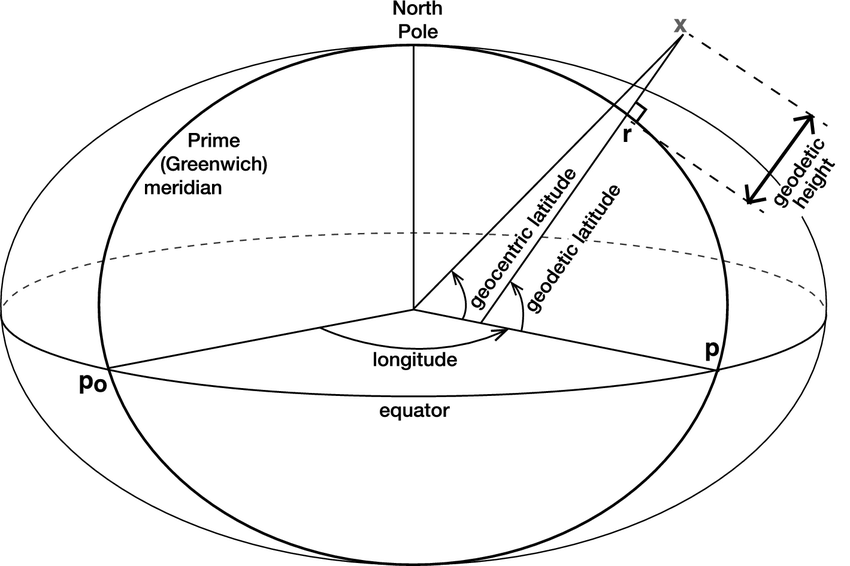 North
Pole
x
Prime
(Greenwich)
meridian
r
geodetic
height
geocentric latitude
geodetic latitude
longitude
p
po
equator